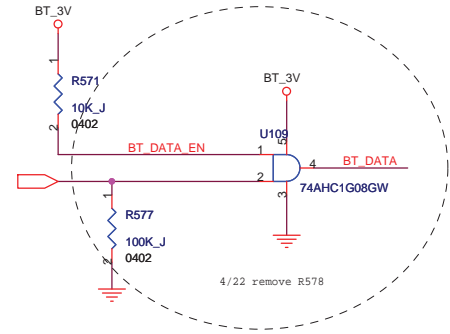 BT_3V
1
R571
10K_J
0402
2
BT_3V
U109
5
BT_DATA_EN
1
4
BT_DATA
2
74AHC1G08GW
3
1
R577
100K_J
0402
2
4/22 remove R578